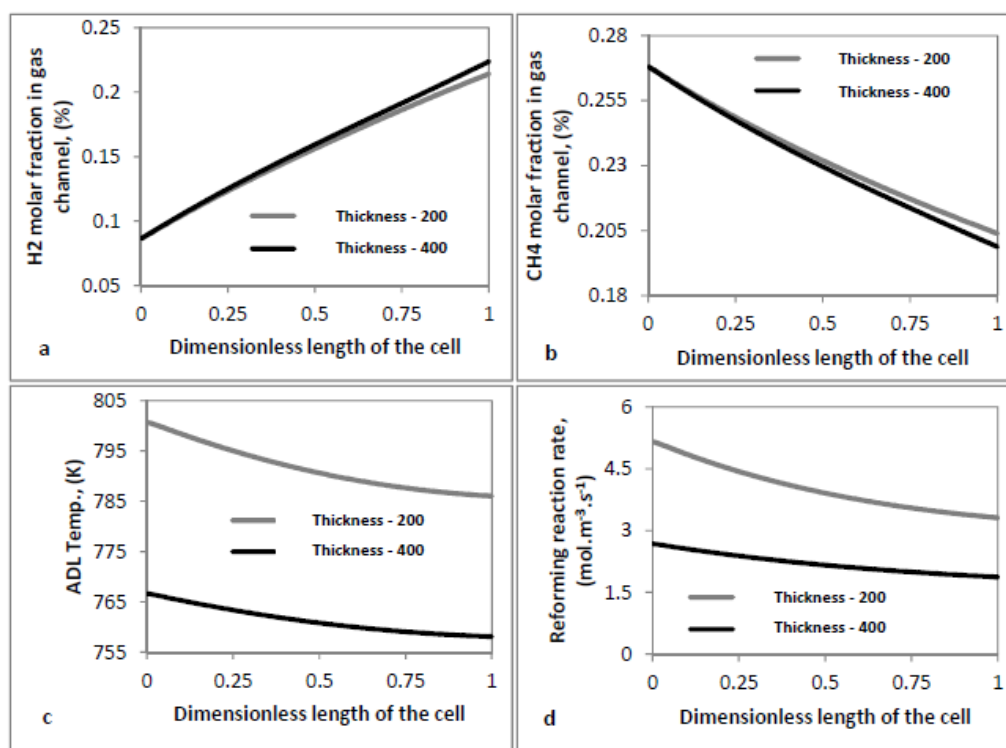 H2 molar fraction in gas
channel, (%)
0.25
0.2
0.15
0.1
0.05
Thickness - 200
Thickness - 400
0 0.25 0.5 0.75 1
Dimensionless length of the cell
a
CH4 molar fraction in gas
channel, (%)
0.28
0.255
0.23
0.205
0.18
Thickness - 200
Thickness - 400
0 0.25 0.5 0.75 1
Dimensionless length of the cell
b
ADL Temp., (K)
805
795
785
775
765
755
Thickness - 200
Thickness - 400
0 0.25 0.5 0.75 1
Dimensionless length of the cell
c
Reforming reaction rate,
(mol.m⁻³.s⁻¹)
6
4.5
3
1.5
0
Thickness - 200
Thickness - 400
0 0.25 0.5 0.75 1
Dimensionless length of the cell
d